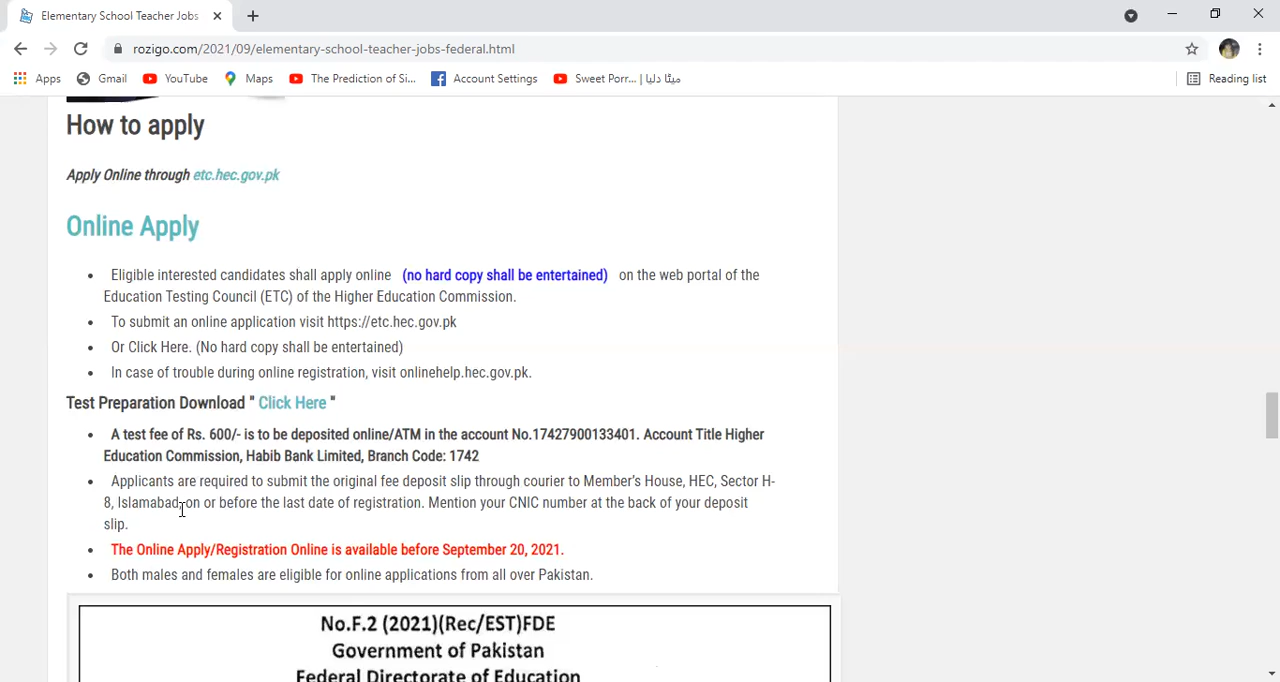 Elementary School Teacher Jobs
rozigo.com/2021/09/elementary-school-teacher-jobs-federal.html
Apps Gmail YouTube Maps The Prediction of Si... Account Settings Sweet Porr... | میٹا دلیا Reading list
How to apply
Apply Online through etc.hec.gov.pk
Online Apply
Eligible interested candidates shall apply online (no hard copy shall be entertained) on the web portal of the
Education Testing Council (ETC) of the Higher Education Commission.
To submit an online application visit https://etc.hec.gov.pk
Or Click Here. (No hard copy shall be entertained)
In case of trouble during online registration, visit onlinehelp.hec.gov.pk.
Test Preparation Download " Click Here "
A test fee of Rs. 600/- is to be deposited online/ATM in the account No.17427900133401. Account Title Higher
Education Commission, Habib Bank Limited, Branch Code: 1742
Applicants are required to submit the original fee deposit slip through courier to Member's House, HEC, Sector H-
8, Islamabad, on or before the last date of registration. Mention your CNIC number at the back of your deposit
slip.
The Online Apply/Registration Online is available before September 20, 2021.
Both males and females are eligible for online applications from all over Pakistan.
No.F.2 (2021)(Rec/EST)FDE
Government of Pakistan
Federal Directorate of Education